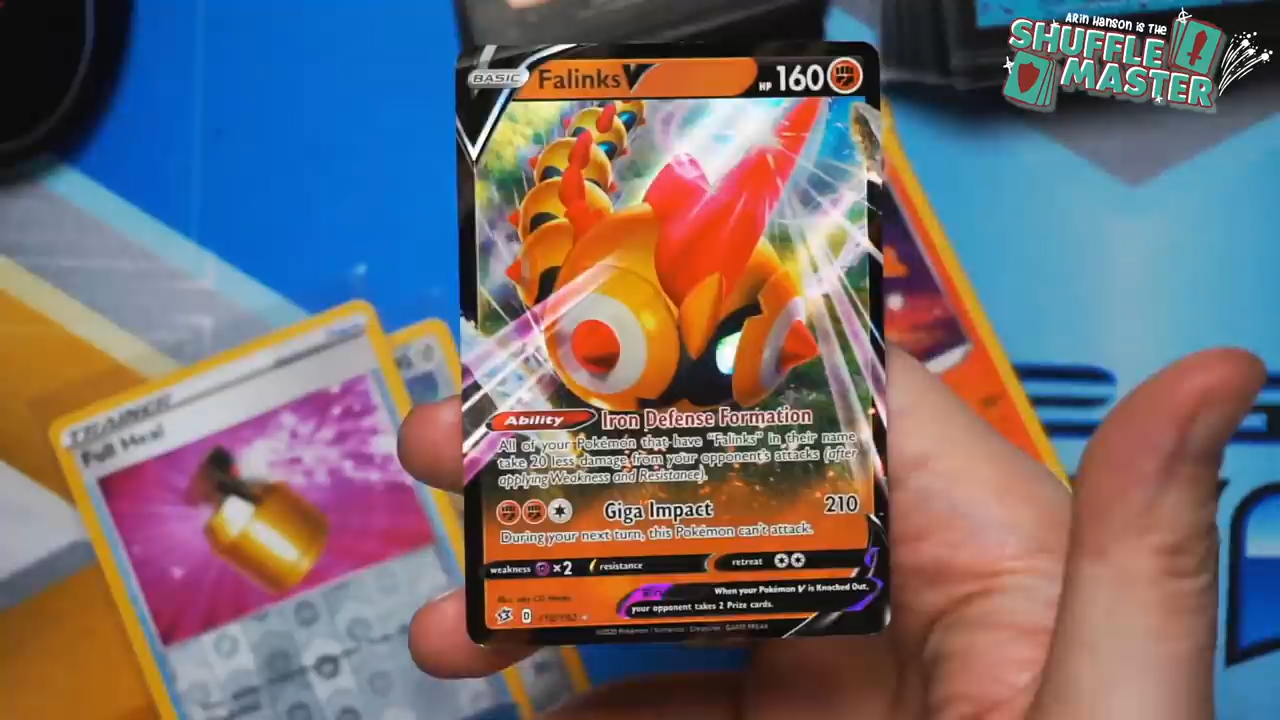 ARIN HANSON IS THE
SHUFFLE
MASTER
BASIC
Falinks V
HP 160
Ability
Iron Defense Formation
All of your Pokémon that have "Falinks" in their name
take 20 less damage from your opponent's attacks (after
applying Weakness and Resistance).
Giga Impact 210
During your next turn, this Pokémon can't attack.
weakness ×2 resistance retreat
When your Pokémon V is Knocked Out,
your opponent takes 2 Prize cards.
D
TRAINER
Full Heal